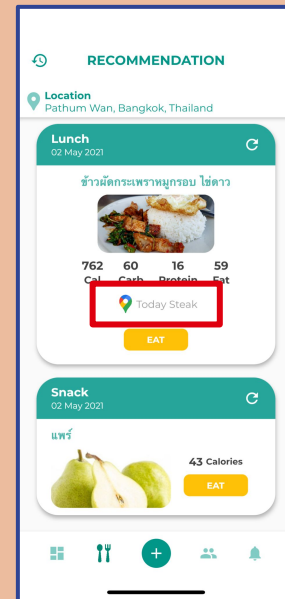 RECOMMENDATION
Location
Pathum Wan, Bangkok, Thailand
Lunch
02 May 2021
ข้าวผัดกระเพราหมูกรอบ ไข่ดาว
762 60 16 59
Cal Carb Protein Fat
Today Steak
EAT
Snack
02 May 2021
แพร์
43 Calories
EAT